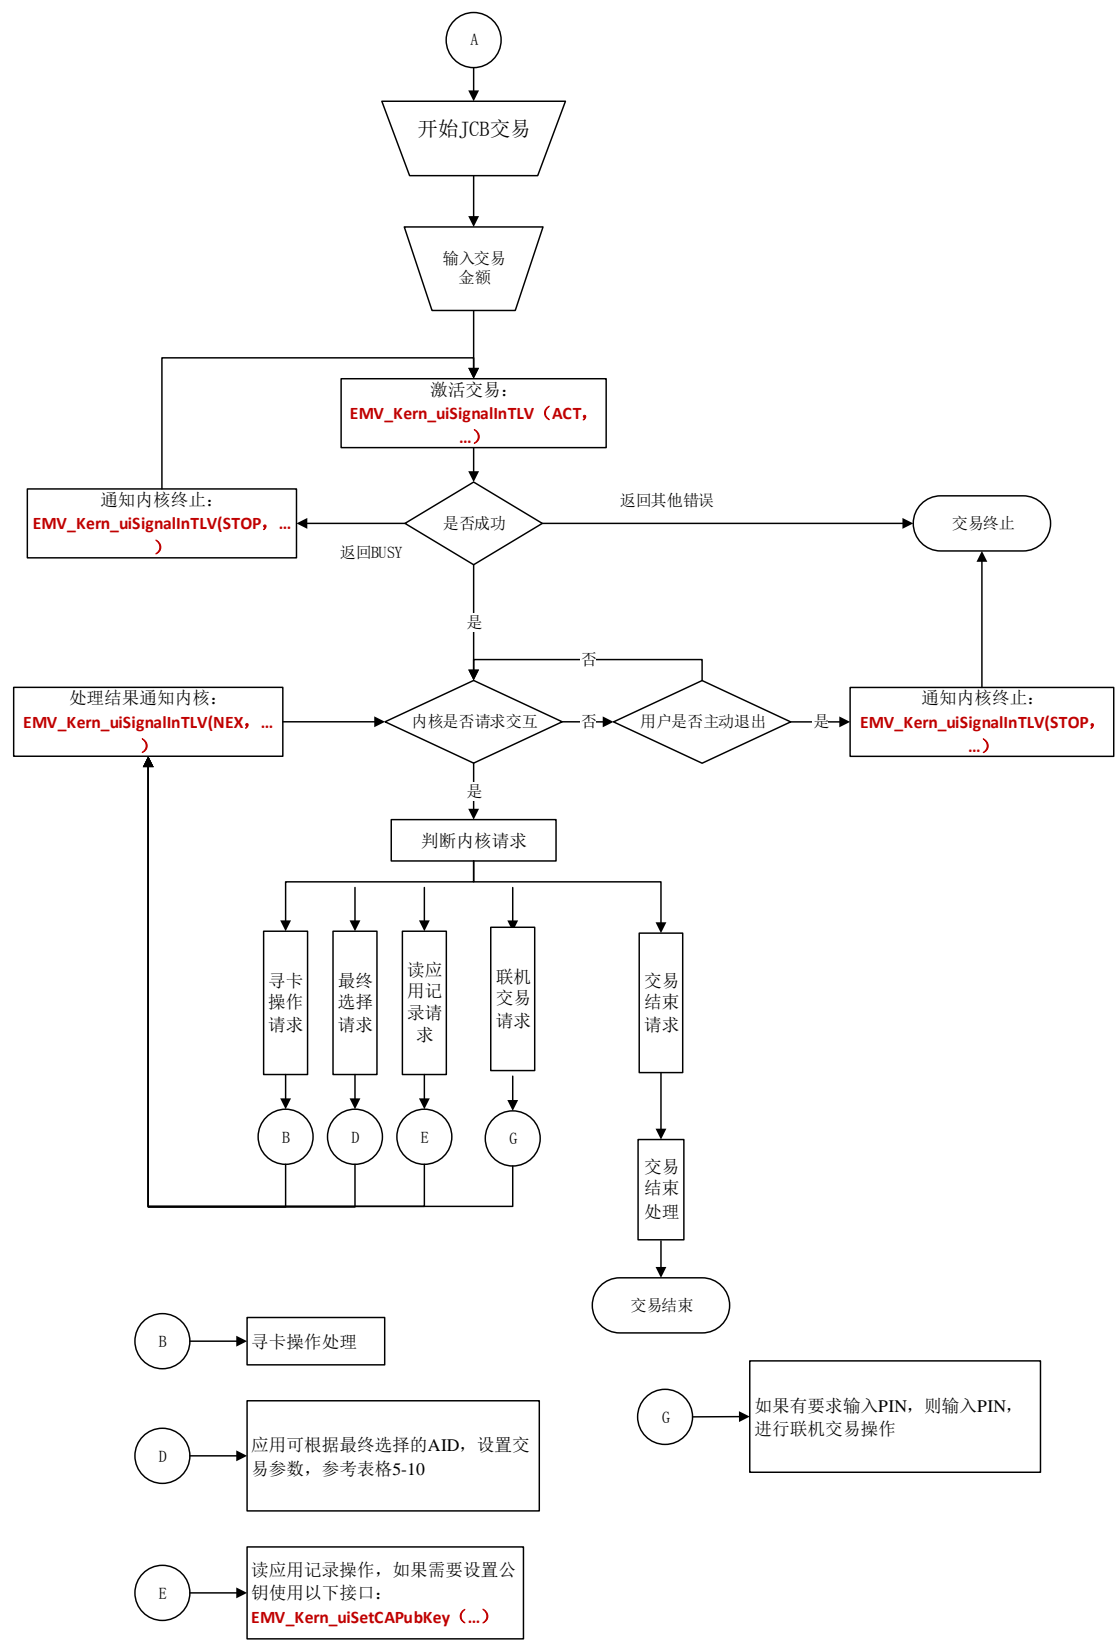 A
开始JCB交易
输入交易
金额
激活交易：
EMV_Kern_uiSignalInTLV（ACT，
…）
通知内核终止：
EMV_Kern_uiSignalInTLV(STOP，…
)
返回BUSY
是否成功
返回其他错误
交易终止
是
否
处理结果通知内核：
EMV_Kern_uiSignalInTLV(NEX，…
)
内核是否请求交互
否
用户是否主动退出
是
通知内核终止：
EMV_Kern_uiSignalInTLV(STOP，
…)
是
判断内核请求
寻卡
操作
请求
最终
选择
请求
读应
用记
录请
求
联机
交易
请求
交易
结束
请求
B
D
E
G
交易
结束
处理
交易结束
B
寻卡操作处理
G
如果有要求输入PIN，则输入PIN，
进行联机交易操作
D
应用可根据最终选择的AID，设置交
易参数，参考表格5-10
E
读应用记录操作，如果需要设置公
钥使用以下接口：
EMV_Kern_uiSetCAPubKey（…）